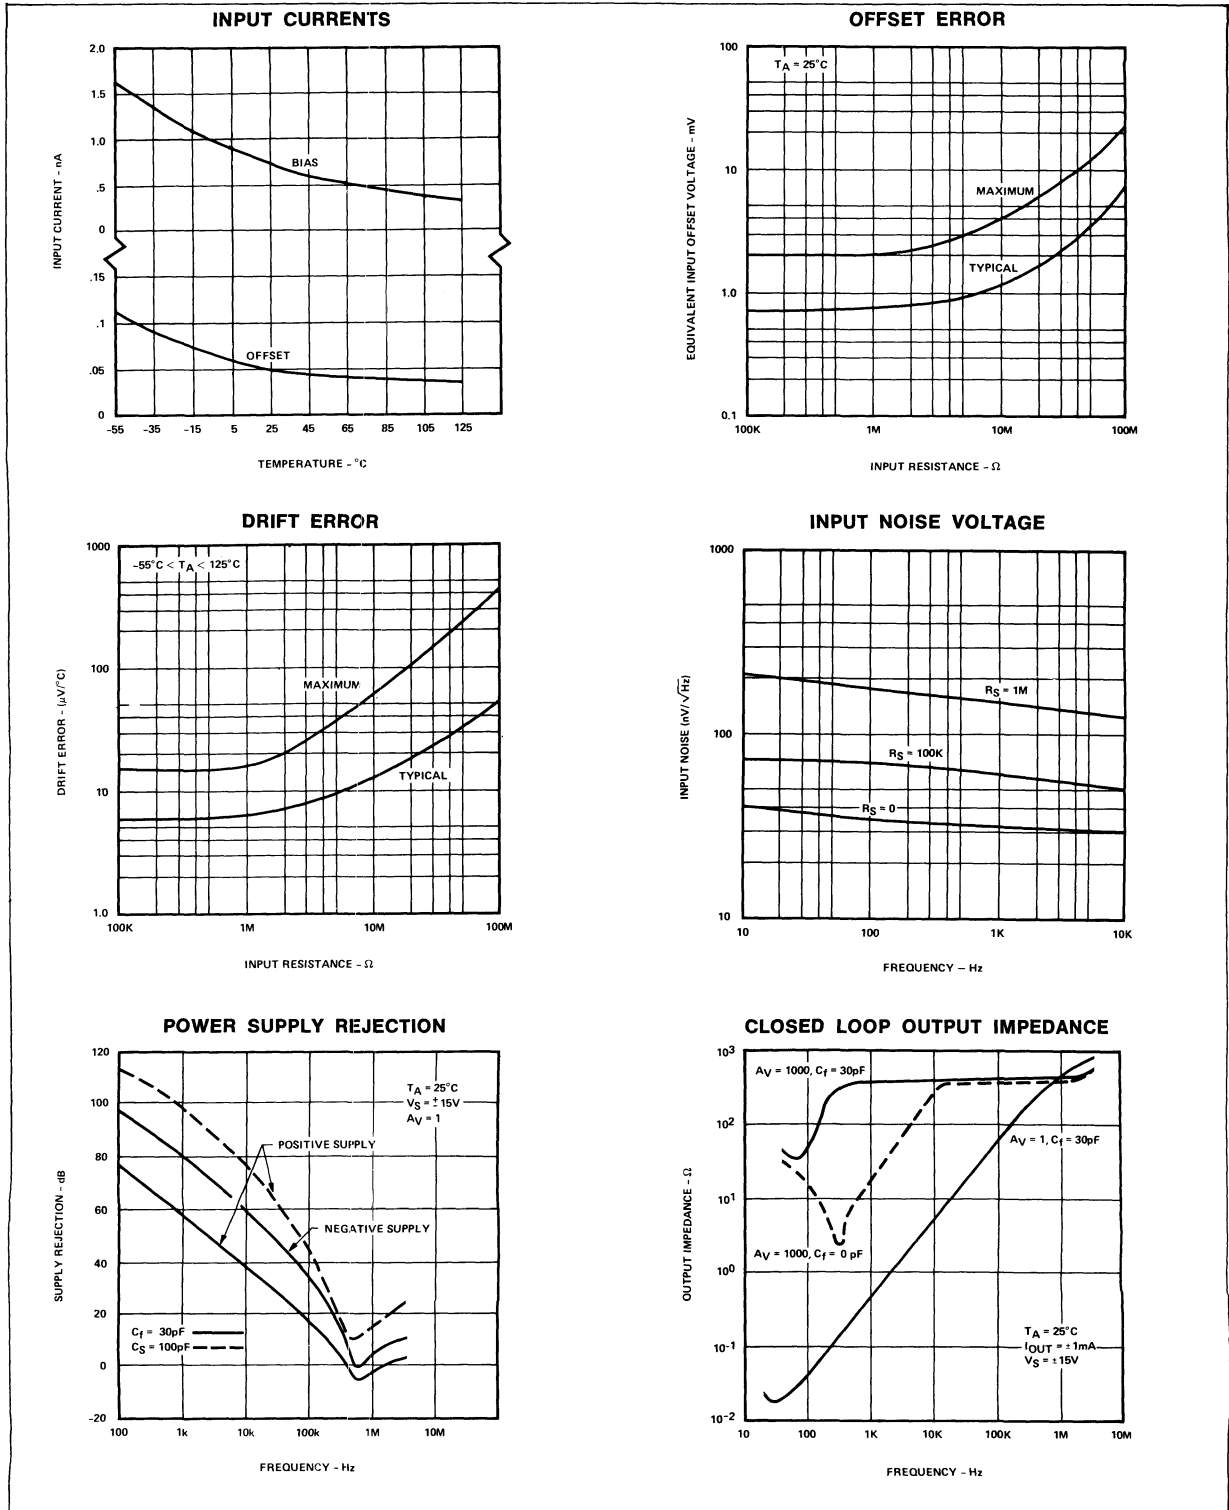 INPUT CURRENTS
2.0
1.5
1.0
.5
0
.15
.1
.05
0
BIAS
OFFSET
INPUT CURRENT – nA
-55 -35 -15 5 25 45 65 85 105 125
TEMPERATURE – °C
OFFSET ERROR
100
10
1.0
0.1
TA = 25°C
MAXIMUM
TYPICAL
EQUIVALENT INPUT OFFSET VOLTAGE – mV
100K 1M 10M 100M
INPUT RESISTANCE – Ω
DRIFT ERROR
1000
100
10
1.0
-55°C < TA < 125°C
MAXIMUM
TYPICAL
DRIFT ERROR – (μV/°C)
100K 1M 10M 100M
INPUT RESISTANCE – Ω
INPUT NOISE VOLTAGE
1000
100
10
RS = 1M
RS = 100K
RS = 0
INPUT NOISE (nV/√Hz)
10 100 1K 10K
FREQUENCY – Hz
POWER SUPPLY REJECTION
120
100
80
60
40
20
0
-20
TA = 25°C
VS = ±15V
AV = 1
POSITIVE SUPPLY
NEGATIVE SUPPLY
Cf = 30pF
CS = 100pF
SUPPLY REJECTION – dB
100 1k 10k 100k 1M 10M
FREQUENCY – Hz
CLOSED LOOP OUTPUT IMPEDANCE
10³
10²
10¹
10⁰
10⁻¹
10⁻²
AV = 1000, Cf = 30pF
AV = 1, Cf = 30pF
AV = 1000, Cf = 0 pF
TA = 25°C
IOUT = ±1mA
VS = ±15V
OUTPUT IMPEDANCE – Ω
10 100 1K 10K 100K 1M 10M
FREQUENCY – Hz